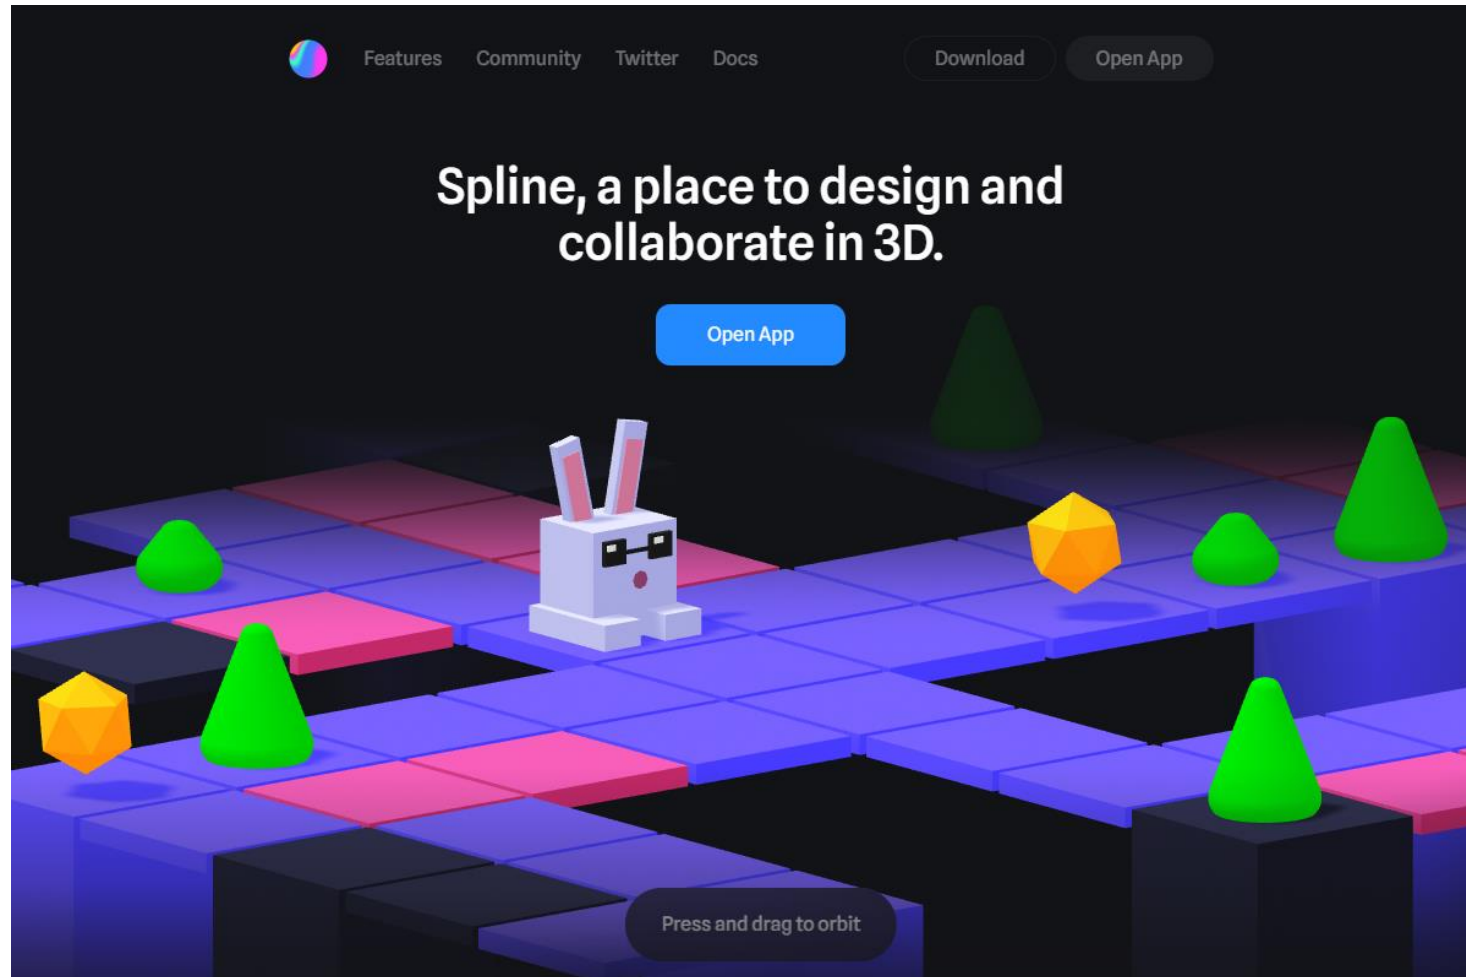 Features Community Twitter Docs Download Open App
Spline, a place to design and
collaborate in 3D.
Open App
Press and drag to orbit